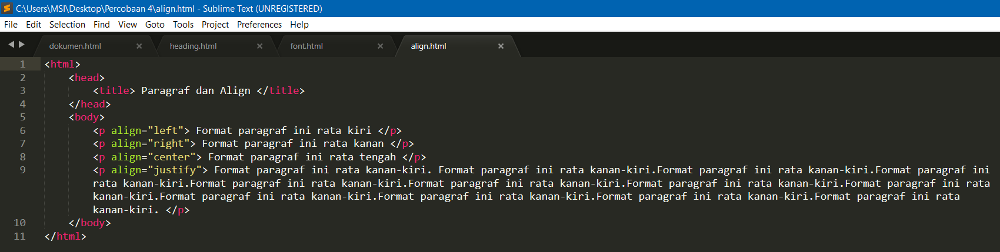 C:\Users\MSI\Desktop\Percobaan 4\align.html - Sublime Text (UNREGISTERED)
File Edit Selection Find View Goto Tools Project Preferences Help
dokumen.html heading.html font.html align.html
1 <html>
2 <head>
3 <title> Paragraf dan Align </title>
4 </head>
5 <body>
6 <p align="left"> Format paragraf ini rata kiri </p>
7 <p align="right"> Format paragraf ini rata kanan </p>
8 <p align="center"> Format paragraf ini rata tengah </p>
9 <p align="justify"> Format paragraf ini rata kanan-kiri. Format paragraf ini rata kanan-kiri.Format paragraf ini rata kanan-kiri.Format paragraf ini
rata kanan-kiri.Format paragraf ini rata kanan-kiri.Format paragraf ini rata kanan-kiri.Format paragraf ini rata kanan-kiri.Format paragraf ini rata
kanan-kiri.Format paragraf ini rata kanan-kiri.Format paragraf ini rata kanan-kiri.Format paragraf ini rata kanan-kiri.Format paragraf ini rata
kanan-kiri. </p>
10 </body>
11 </html>